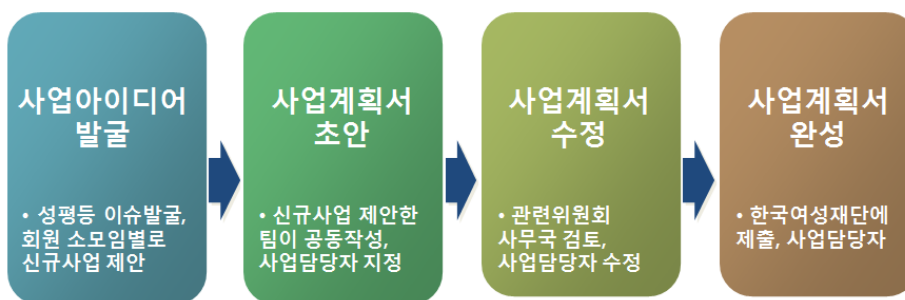 사업아이디어
발굴
• 성평등 이슈발굴,
회원 소모임별로
신규사업 제안
사업계획서
초안
• 신규사업 제안한
팀이 공동작성,
사업담당자 지정
사업계획서
수정
• 관련위원회
사무국 검토,
사업담당자 수정
사업계획서
완성
• 한국여성재단에
제출, 사업담당자